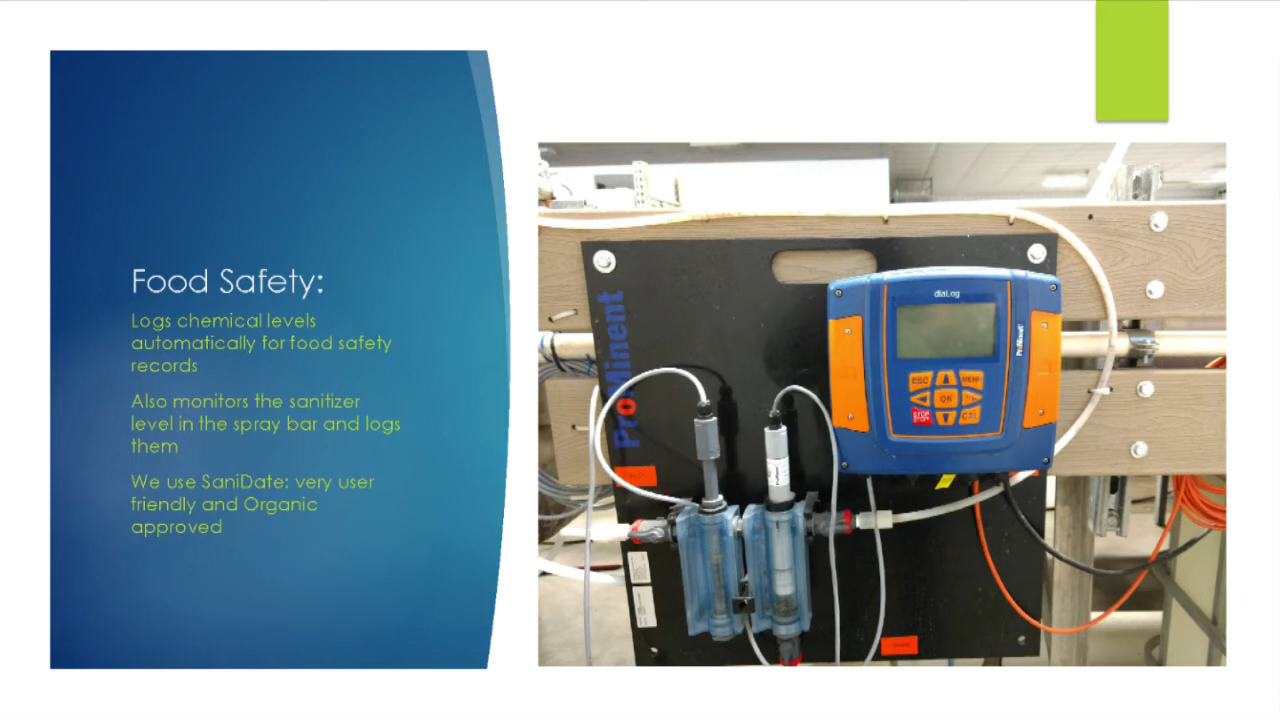 Food Safety:
Logs chemical levels
automatically for food safety
records
Also monitors the sanitizer
level in the spray bar and logs
them
We use SaniDate: very user
friendly and Organic
approved
ProMinent
diaLog
ProMinent
ESC
MENU
OK
STOP
CAL